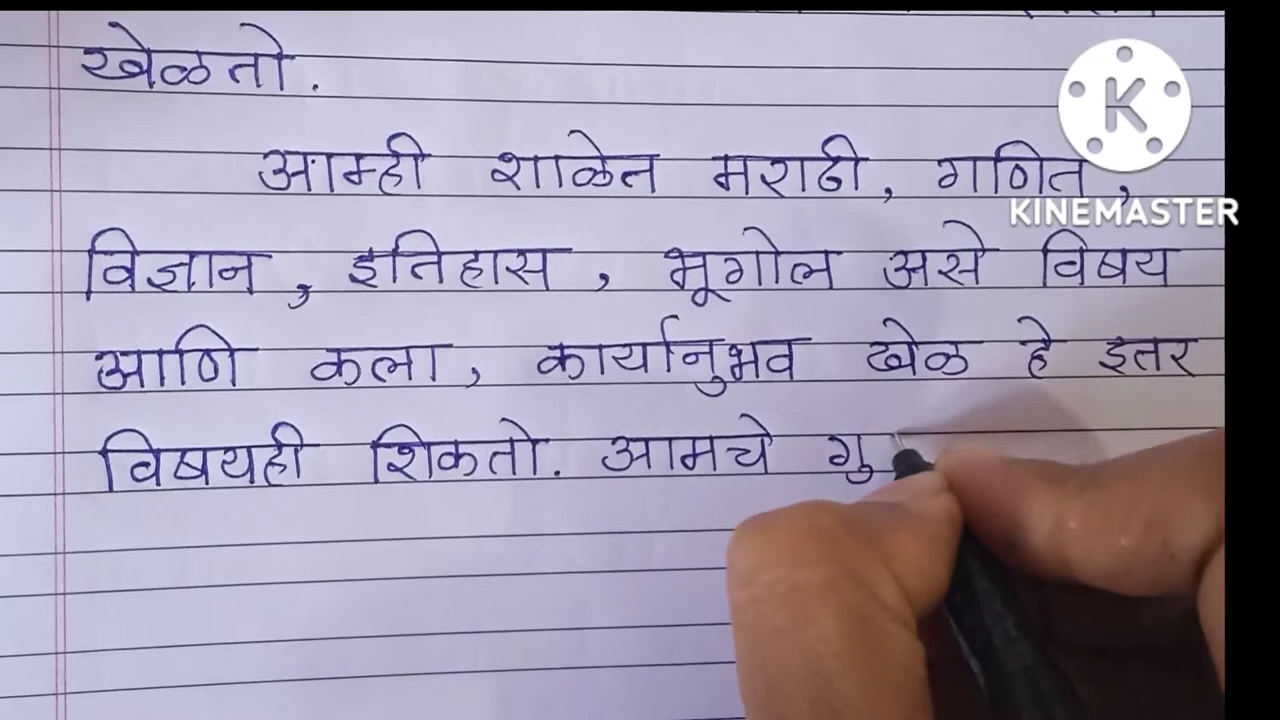 खेळतो.
आम्ही शाळेत मराठी, गणित,
विज्ञान, इतिहास, भूगोल असे विषय
आणि कला, कार्यानुभव खेळ हे इतर
विषयही शिकतो. आमचे गु
K
KINEMASTER